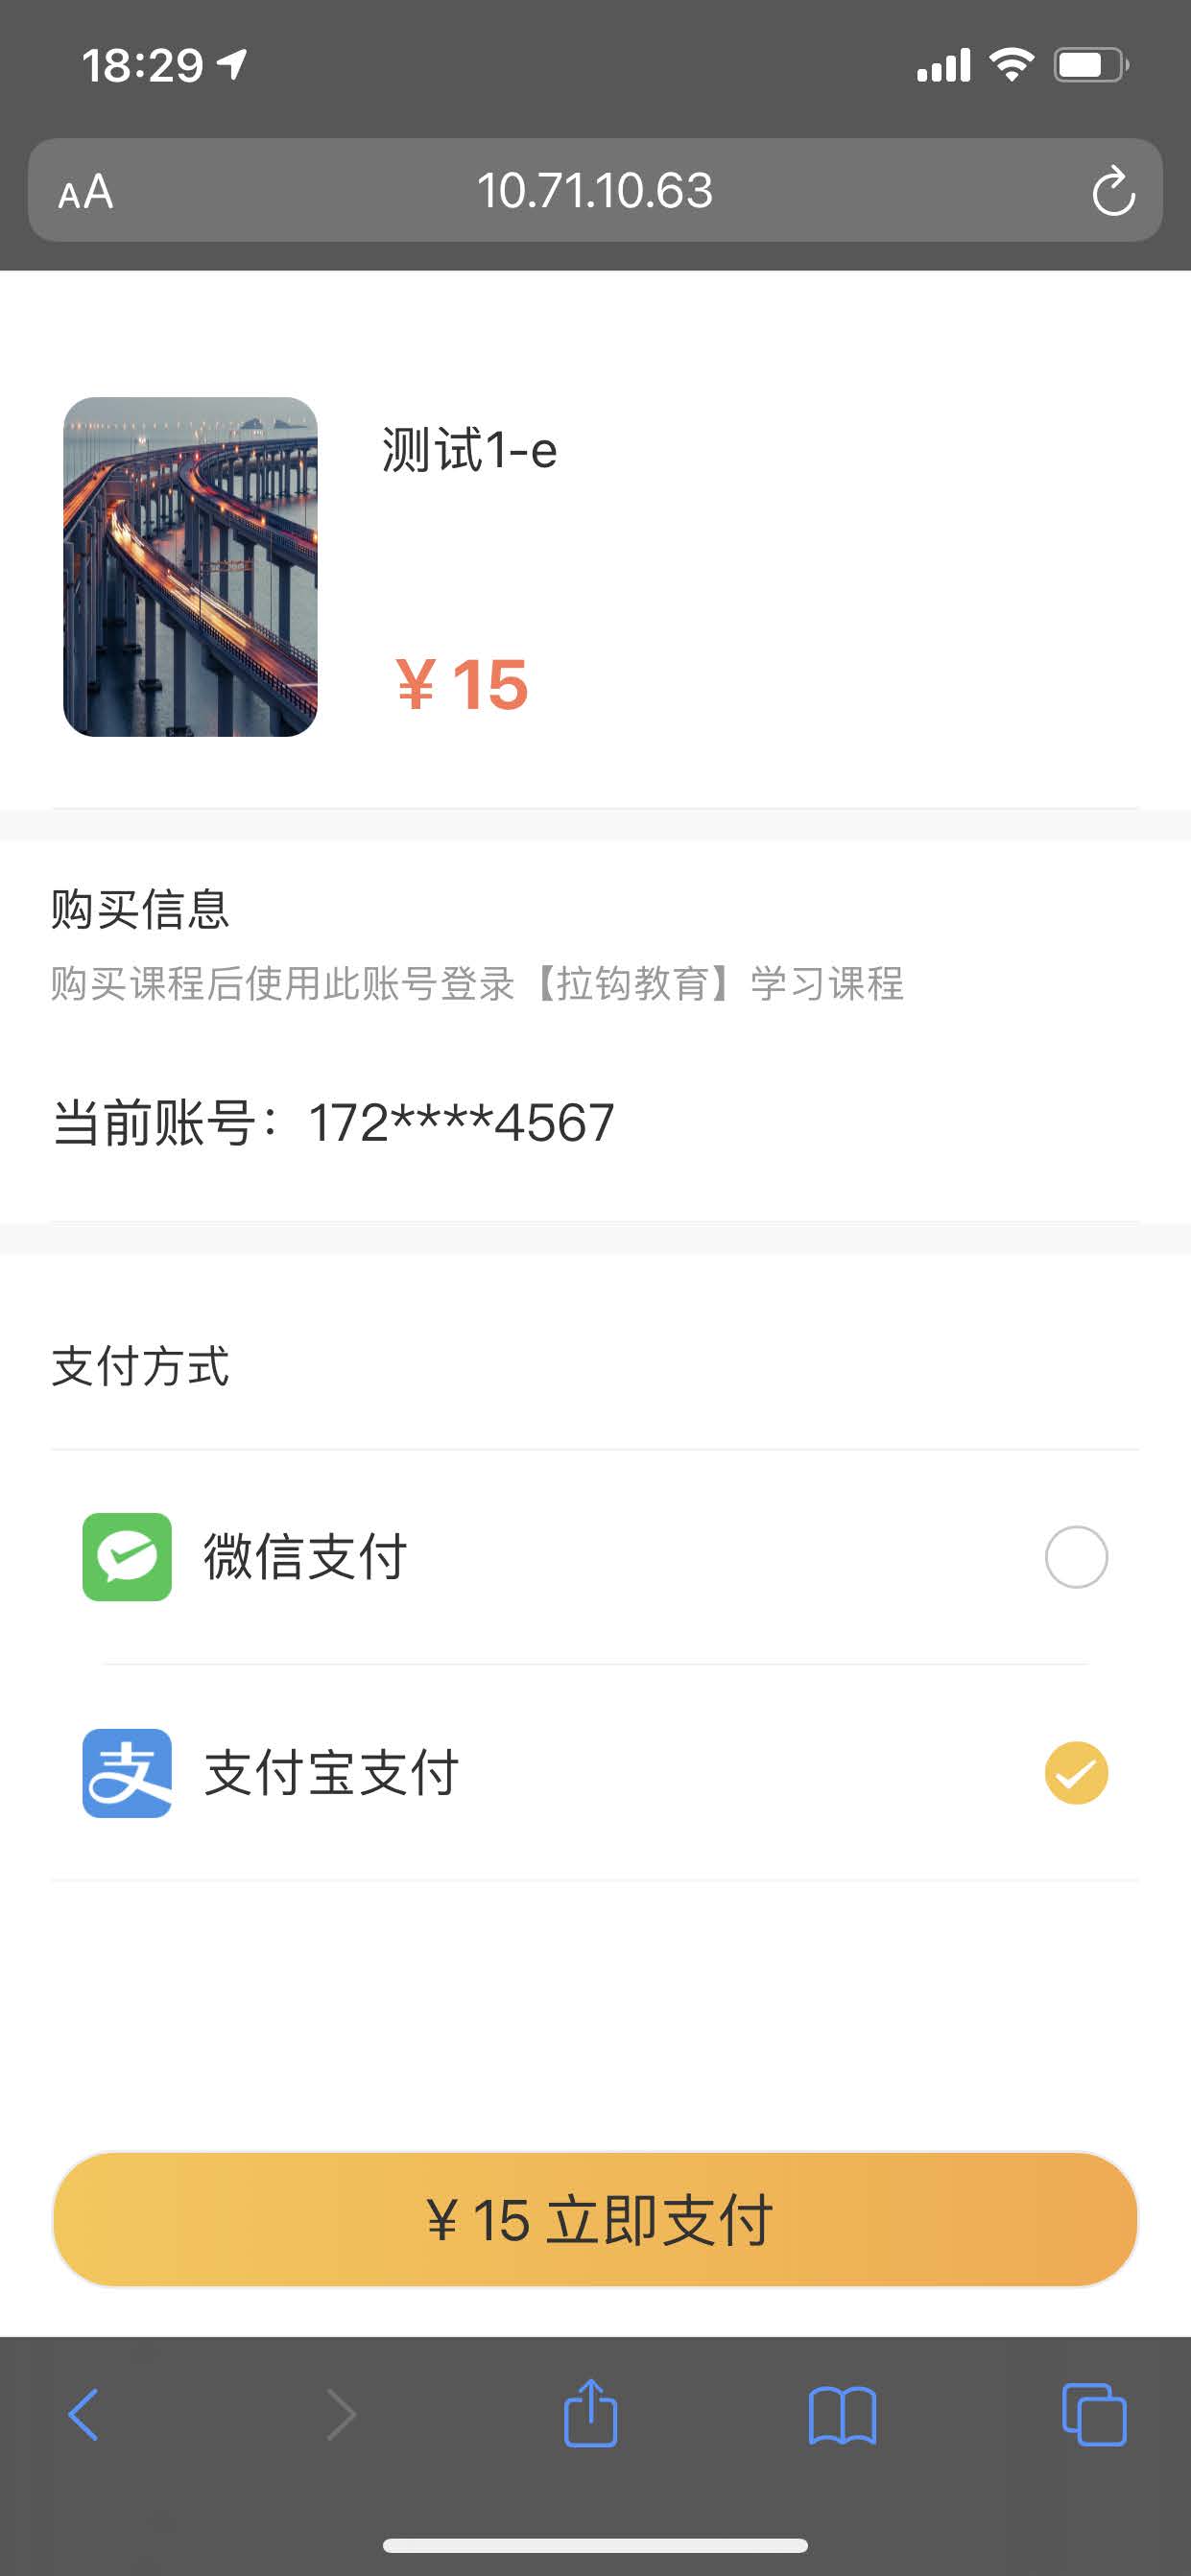 18:29
AA
10.71.10.63
测试1-e
¥ 15
购买信息
购买课程后使用此账号登录【拉钩教育】学习课程
当前账号：172****4567
支付方式
微信支付
支 支付宝支付
¥ 15 立即支付